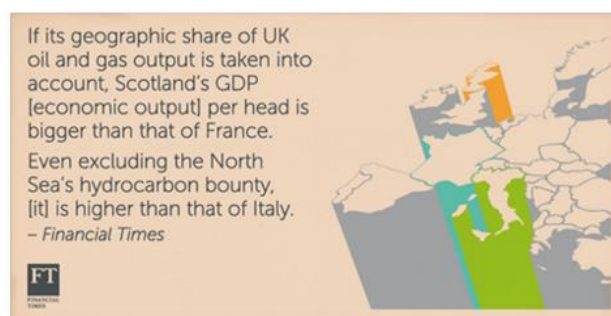 If its geographic share of UK
oil and gas output is taken into
account, Scotland's GDP
[economic output] per head is
bigger than that of France.
Even excluding the North
Sea's hydrocarbon bounty,
[it] is higher than that of Italy.
– Financial Times
FT
FINANCIAL
TIMES